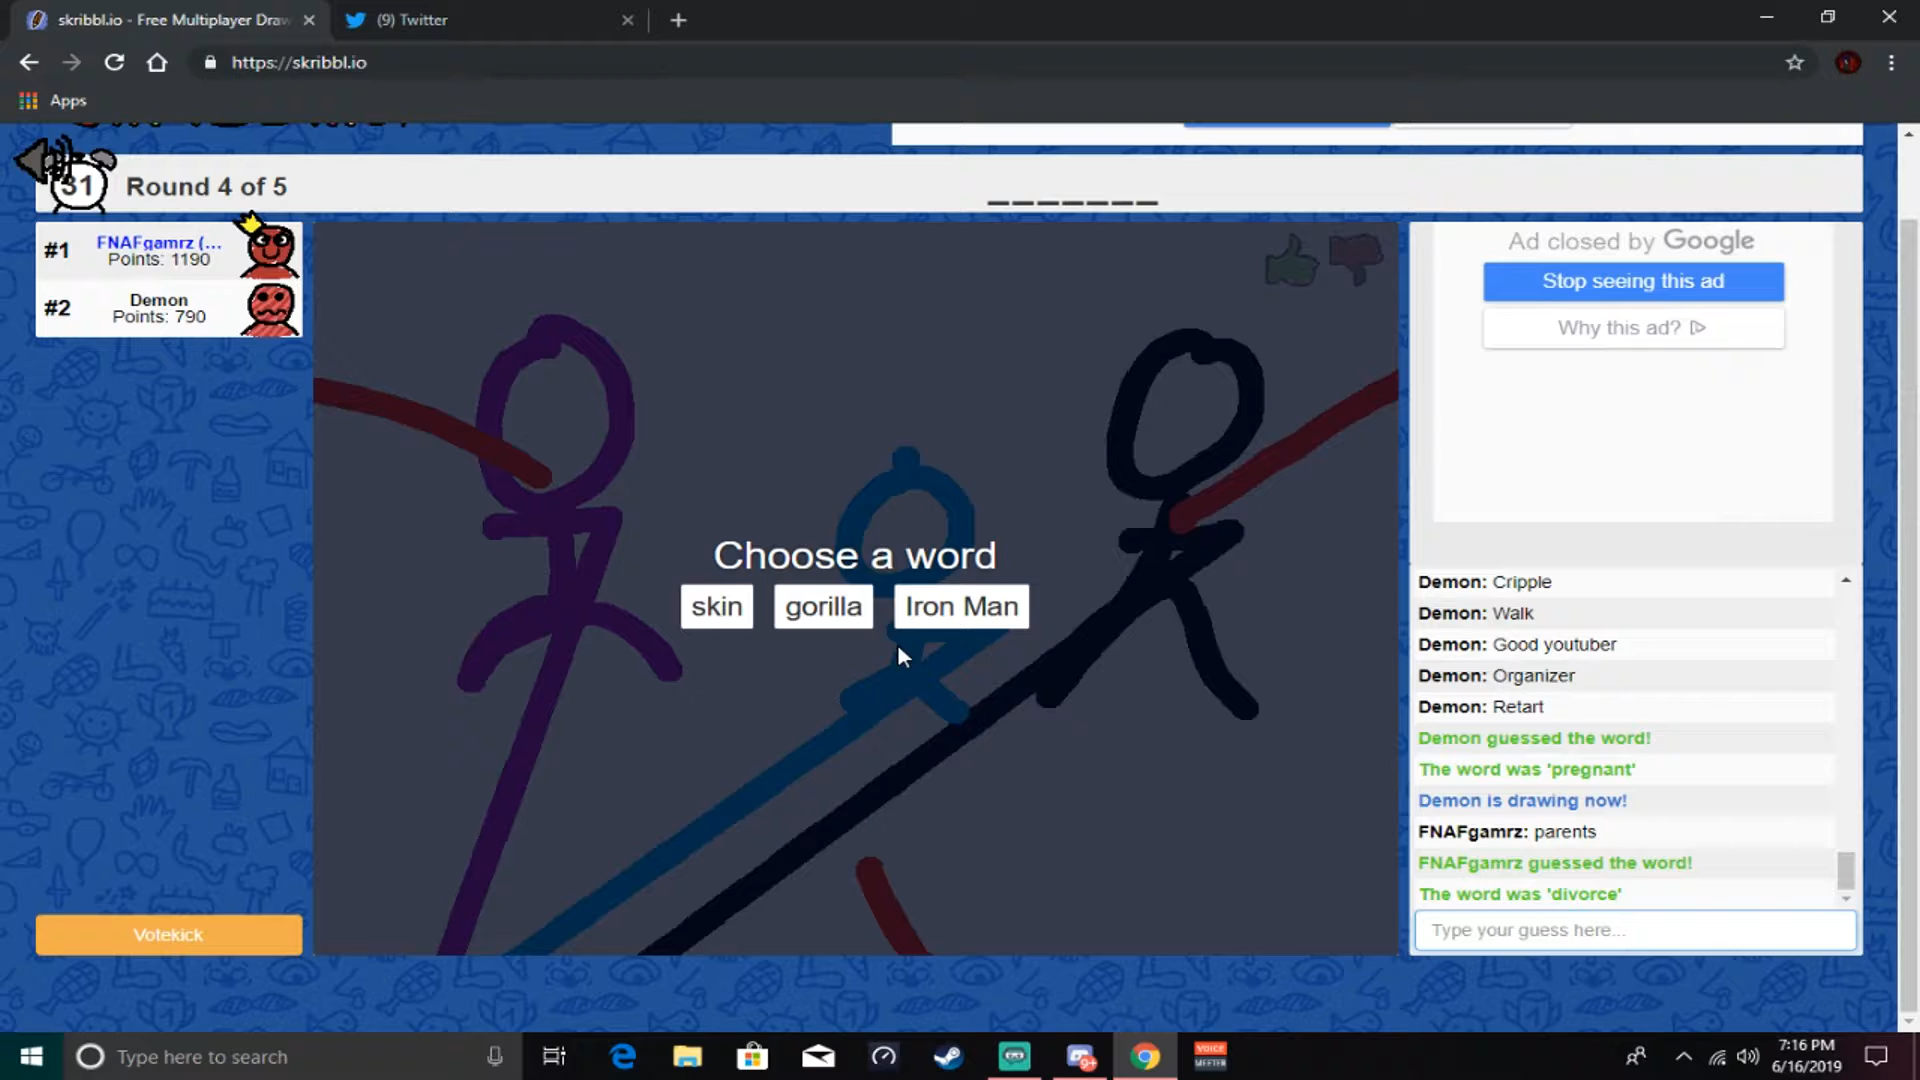 skribbl.io - Free Multiplayer Draw
(9) Twitter
https://skribbl.io
Apps
31
Round 4 of 5
_______
#1
FNAFgamrz (...
Points: 1190
#2
Demon
Points: 790
Votekick
Choose a word
skin
gorilla
Iron Man
Ad closed by Google
Stop seeing this ad
Why this ad?
Demon: Cripple
Demon: Walk
Demon: Good youtuber
Demon: Organizer
Demon: Retart
Demon guessed the word!
The word was 'pregnant'
Demon is drawing now!
FNAFgamrz: parents
FNAFgamrz guessed the word!
The word was 'divorce'
Type your guess here...
Type here to search
9+
VOICE
MEETER
7:16 PM
6/16/2019